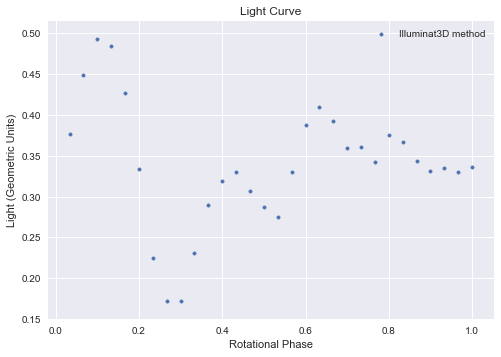 Light Curve
Illuminat3D method
Light (Geometric Units)
0.50
0.45
0.40
0.35
0.30
0.25
0.20
0.15
0.0 0.2 0.4 0.6 0.8 1.0
Rotational Phase